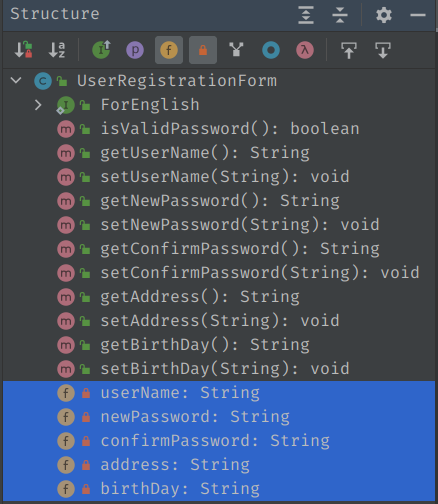 Structure
UserRegistrationForm
ForEnglish
isValidPassword(): boolean
getUserName(): String
setUserName(String): void
getNewPassword(): String
setNewPassword(String): void
getConfirmPassword(): String
setConfirmPassword(String): void
getAddress(): String
setAddress(String): void
getBirthDay(): String
setBirthDay(String): void
userName: String
newPassword: String
confirmPassword: String
address: String
birthDay: String